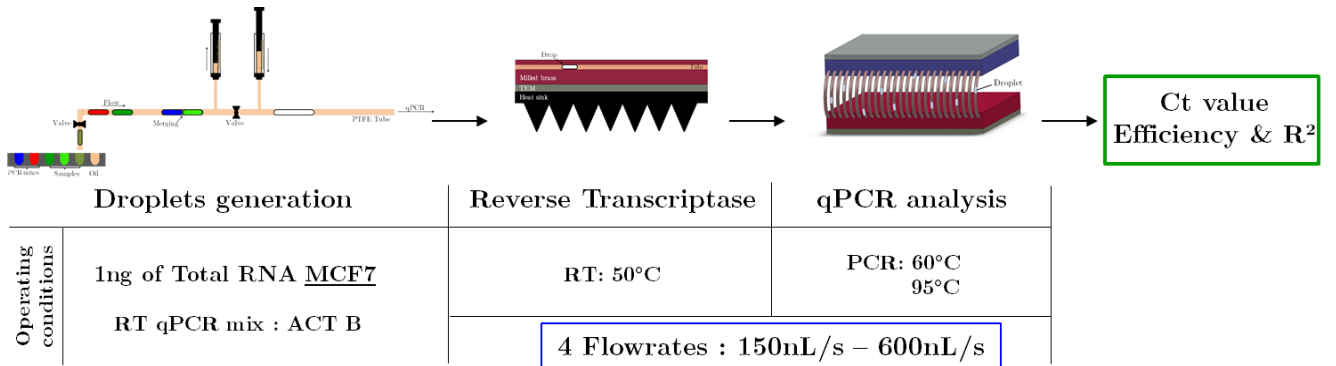 Flow
Valve
Merging
Valve
qPCR
PTFE Tube
PCR mixes
Samples
Oil
Drop
Tube
Milled brass
TEM
Heat sink
Droplet
Ct value
Efficiency & R²
Droplets generation
Reverse Transcriptase
qPCR analysis
Operating
conditions
1ng of Total RNA MCF7
RT qPCR mix : ACT B
RT: 50°C
PCR: 60°C
95°C
4 Flowrates : 150nL/s – 600nL/s